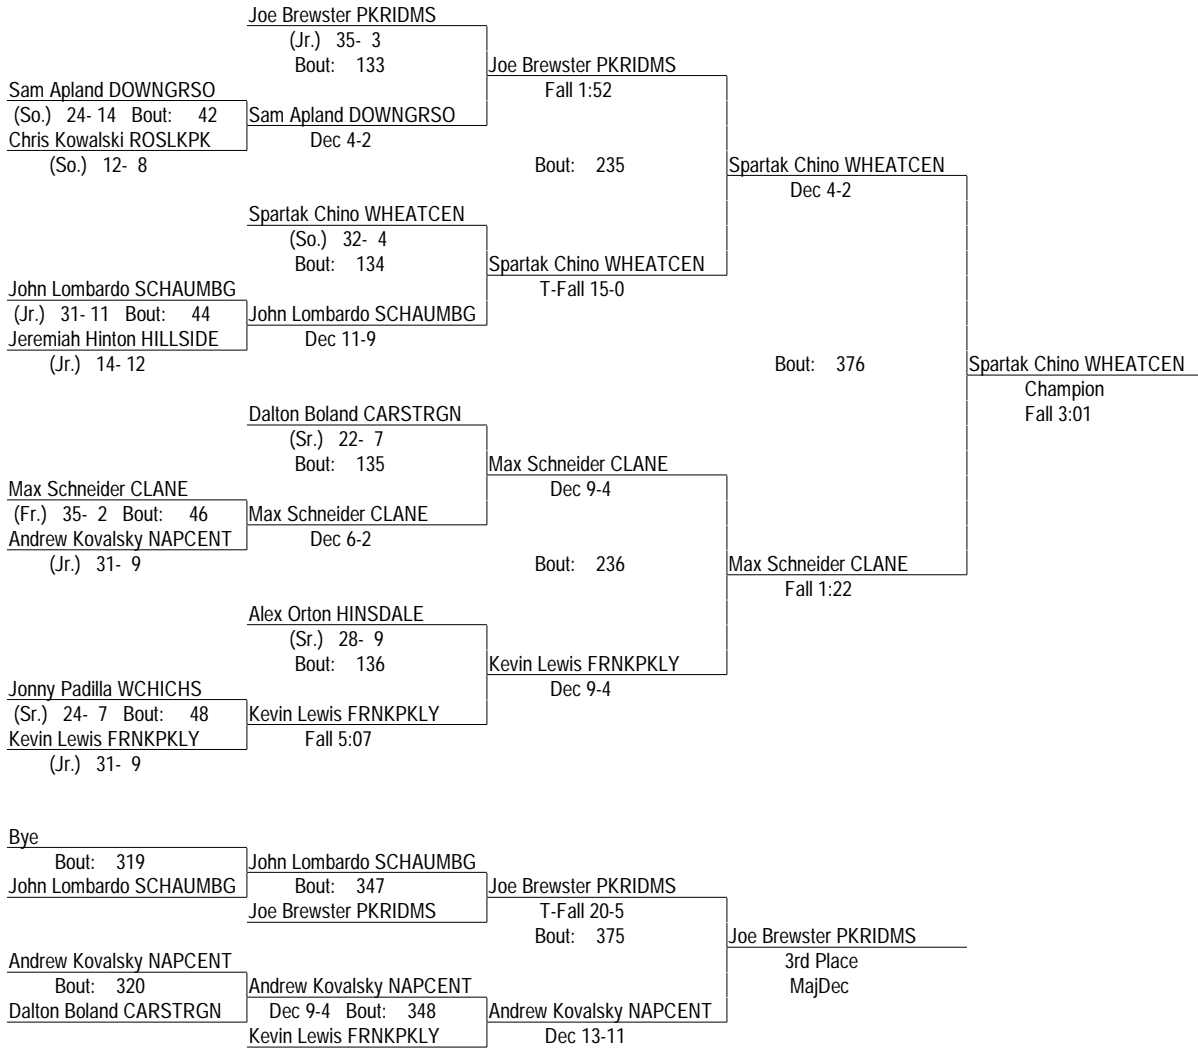 Joe Brewster PKRIDMS
(Jr.) 35- 3
Bout: 133
Joe Brewster PKRIDMS
Fall 1:52
Sam Apland DOWNGRSO
(So.) 24- 14 Bout: 42
Sam Apland DOWNGRSO
Chris Kowalski ROSLKPK
Dec 4-2
(So.) 12- 8
Bout: 235
Spartak Chino WHEATCEN
Dec 4-2
Spartak Chino WHEATCEN
(So.) 32- 4
Bout: 134
Spartak Chino WHEATCEN
T-Fall 15-0
John Lombardo SCHAUMBG
(Jr.) 31- 11 Bout: 44
John Lombardo SCHAUMBG
Jeremiah Hinton HILLSIDE
Dec 11-9
(Jr.) 14- 12
Bout: 376
Spartak Chino WHEATCEN
Champion
Fall 3:01
Dalton Boland CARSTRGN
(Sr.) 22- 7
Bout: 135
Max Schneider CLANE
Dec 9-4
Max Schneider CLANE
(Fr.) 35- 2 Bout: 46
Max Schneider CLANE
Andrew Kovalsky NAPCENT
Dec 6-2
(Jr.) 31- 9
Bout: 236
Max Schneider CLANE
Fall 1:22
Alex Orton HINSDALE
(Sr.) 28- 9
Bout: 136
Kevin Lewis FRNKPKLY
Dec 9-4
Jonny Padilla WCHICHS
(Sr.) 24- 7 Bout: 48
Kevin Lewis FRNKPKLY
Kevin Lewis FRNKPKLY
Fall 5:07
(Jr.) 31- 9
Bye
Bout: 319
John Lombardo SCHAUMBG
John Lombardo SCHAUMBG
Bout: 347
Joe Brewster PKRIDMS
Joe Brewster PKRIDMS
T-Fall 20-5
Bout: 375
Joe Brewster PKRIDMS
3rd Place
MajDec
Andrew Kovalsky NAPCENT
Bout: 320
Andrew Kovalsky NAPCENT
Dalton Boland CARSTRGN
Dec 9-4 Bout: 348
Andrew Kovalsky NAPCENT
Kevin Lewis FRNKPKLY
Dec 13-11